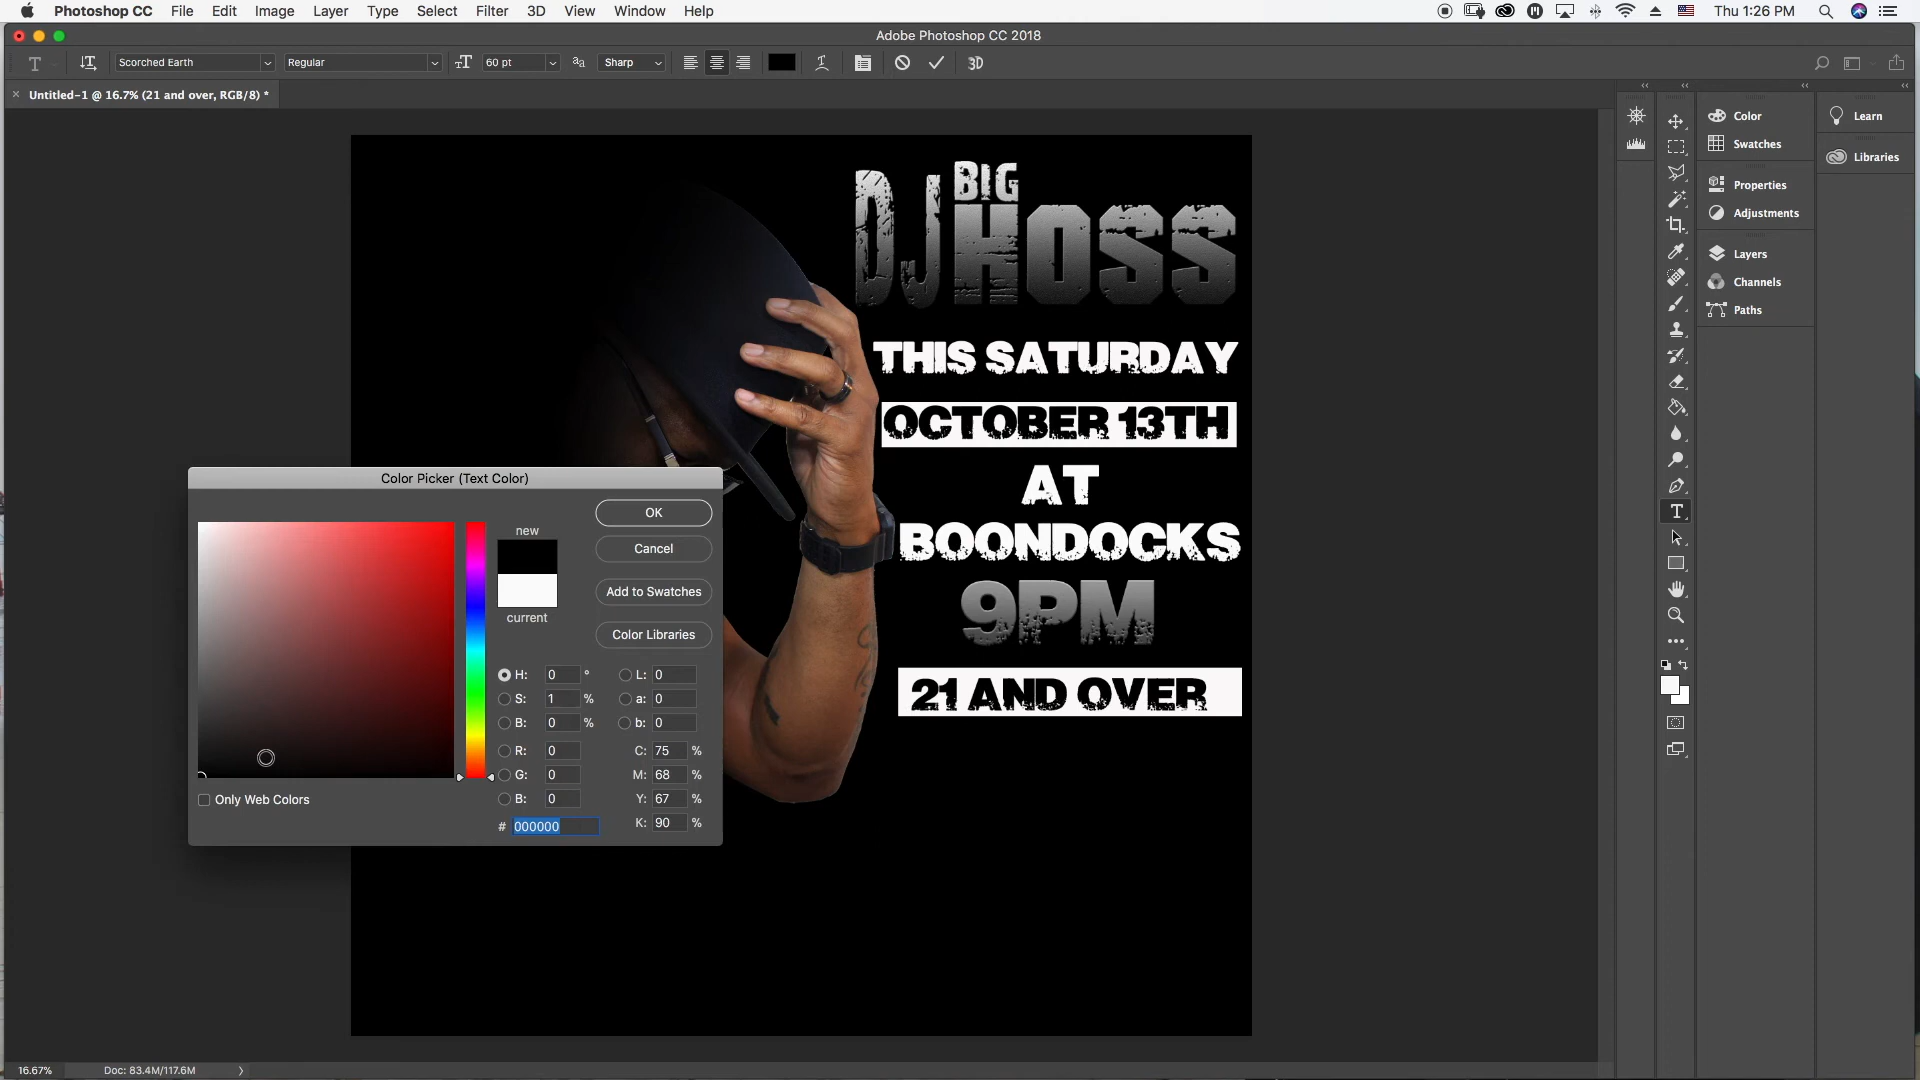 Photoshop CC File Edit Image Layer Type Select Filter 3D View Window Help Thu 1:26 PM
Adobe Photoshop CC 2018
Scorched Earth Regular 60 pt Sharp 3D
Untitled-1 @ 16.7% (21 and over, RGB/8) *
Color
Swatches
Properties
Adjustments
Layers
Channels
Paths
Learn
Libraries
DJ BIG HOSS
THIS SATURDAY
OCTOBER 13TH
AT
BOONDOCKS
9PM
21 AND OVER
Color Picker (Text Color)
new
current
OK
Cancel
Add to Swatches
Color Libraries
H: 0 ° L: 0
S: 1 % a: 0
B: 0 % b: 0
R: 0 C: 75 %
G: 0 M: 68 %
B: 0 Y: 67 %
# 000000 K: 90 %
Only Web Colors
16.67% Doc: 83.4M/117.6M